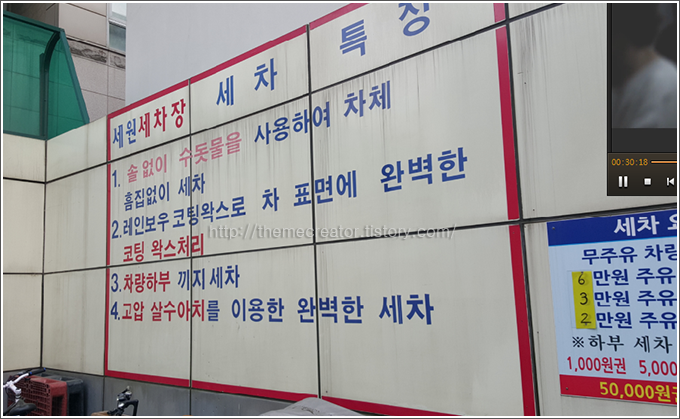 세원세차장 세차 특징
1. 솔 없이 수돗물을 사용하여 차체
흠집없이 세차
2. 레인보우 코팅왁스로 차 표면에 완벽한
코팅 왁스처리
3. 차량하부 까지 세차
4. 고압 살수아치를 이용한 완벽한 세차
http://themecreator.tistory.com/
00:30:18
세차
무주유 차량
6 만원 주유
3 만원 주유
2 만원 주유
※하부 세차
1,000원권 5,000
50,000원권